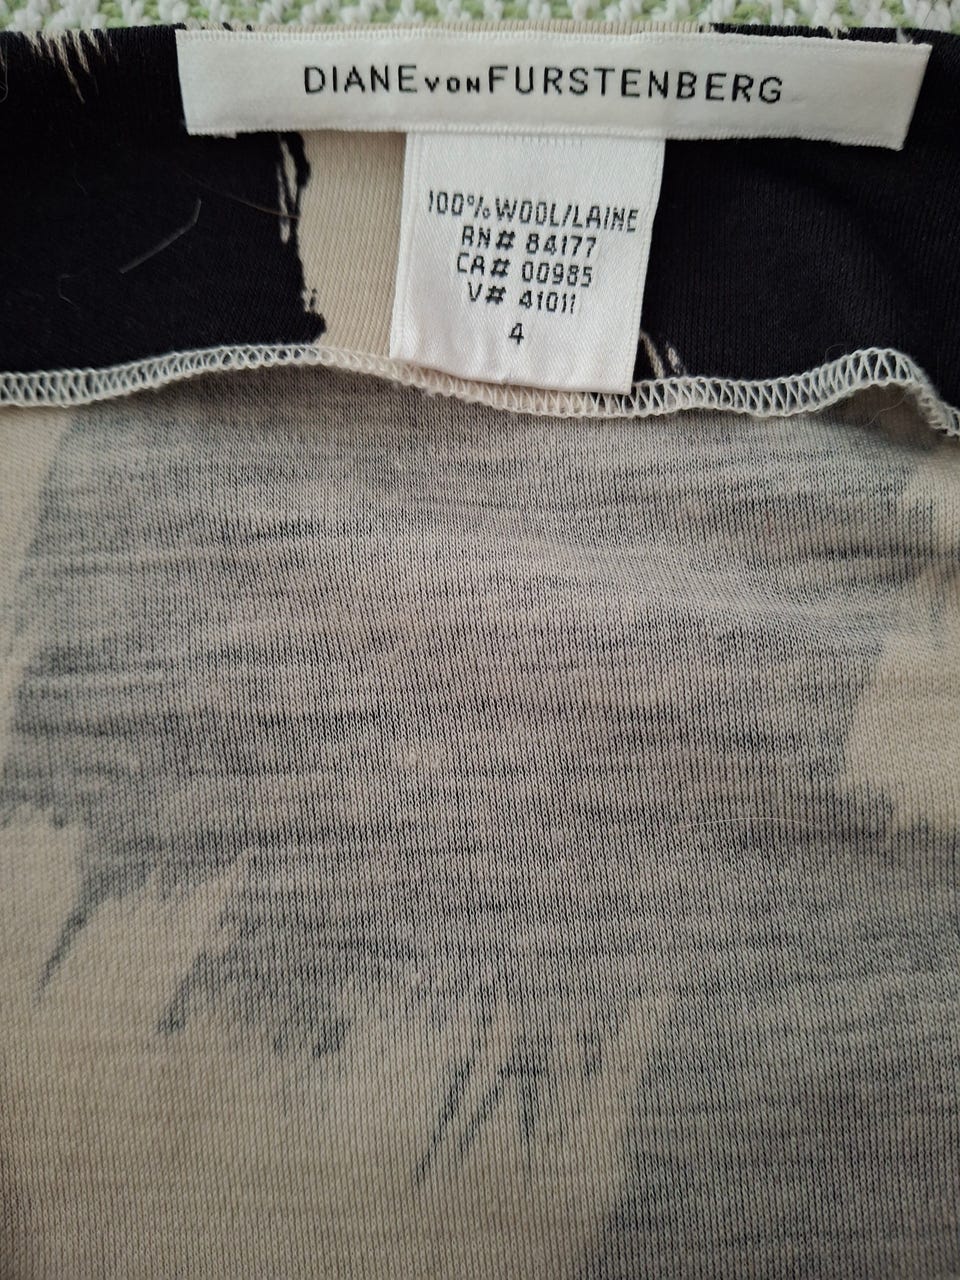 DIANE VON FURSTENBERG
100% WOOL/LAINE
RN# 84177
CA# 00985
V# 41011
4